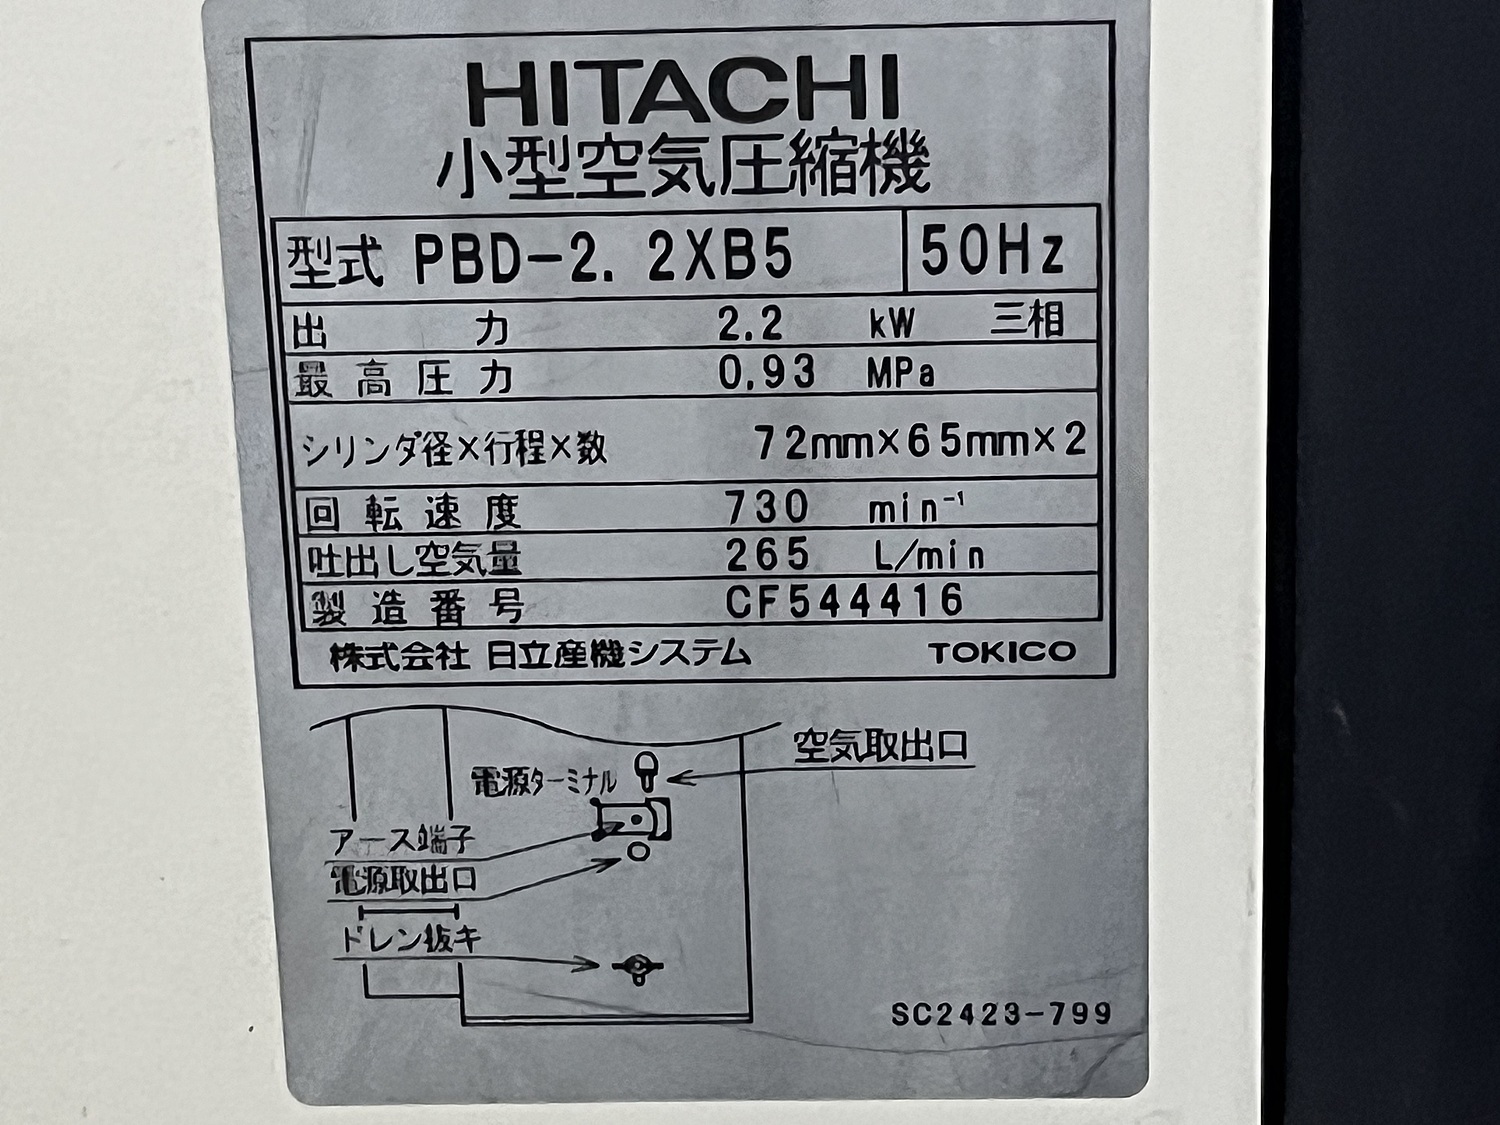 HITACHI
小型空気圧縮機
型式 PBD-2.2XB5 50Hz
出力 2.2 kW 三相
最高圧力 0.93 MPa
シリンダ径×行程×数 72mm×65mm×2
回転速度 730 min⁻¹
吐出し空気量 265 L/min
製造番号 CF544416
株式会社 日立産機システム TOKICO
空気取出口
電源ターミナル
アース端子
電源取出口
ドレン抜キ
SC2423-799